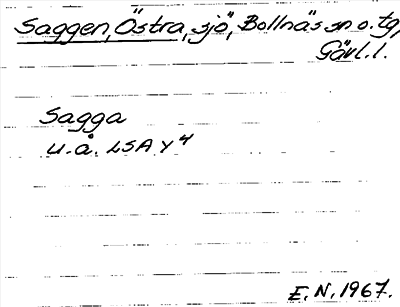 Saggen, Östra, sjö, Bollnäs sn o. tg,
Gävl.l.
Sagga
u.å. LSA Y4
E.N. 1967.